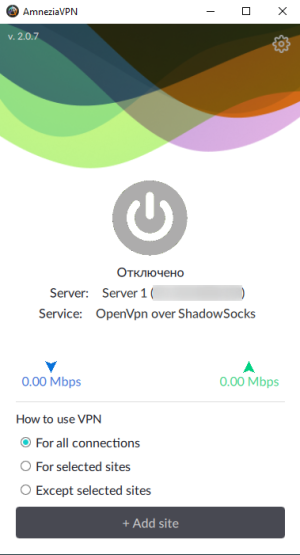 AmneziaVPN
v. 2.0.7
Отключено
Server: Server 1 ( )
Service: OpenVpn over ShadowSocks
0.00 Mbps 0.00 Mbps
How to use VPN
For all connections
For selected sites
Except selected sites
+ Add site